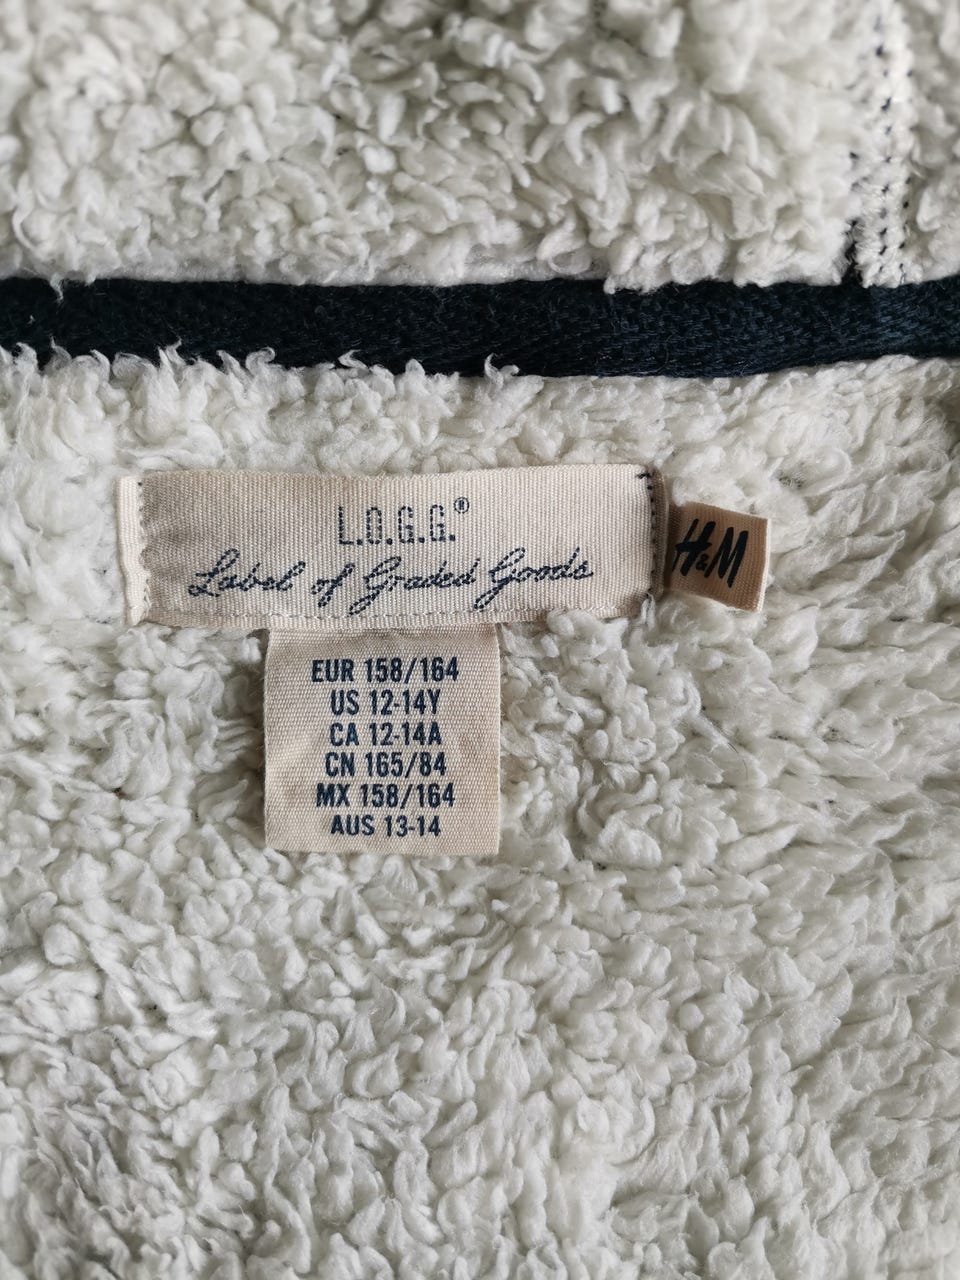 L.O.G.G.®
Label of Graded Goods
H&M
EUR 158/164
US 12-14Y
CA 12-14A
CN 165/84
MX 158/164
AUS 13-14